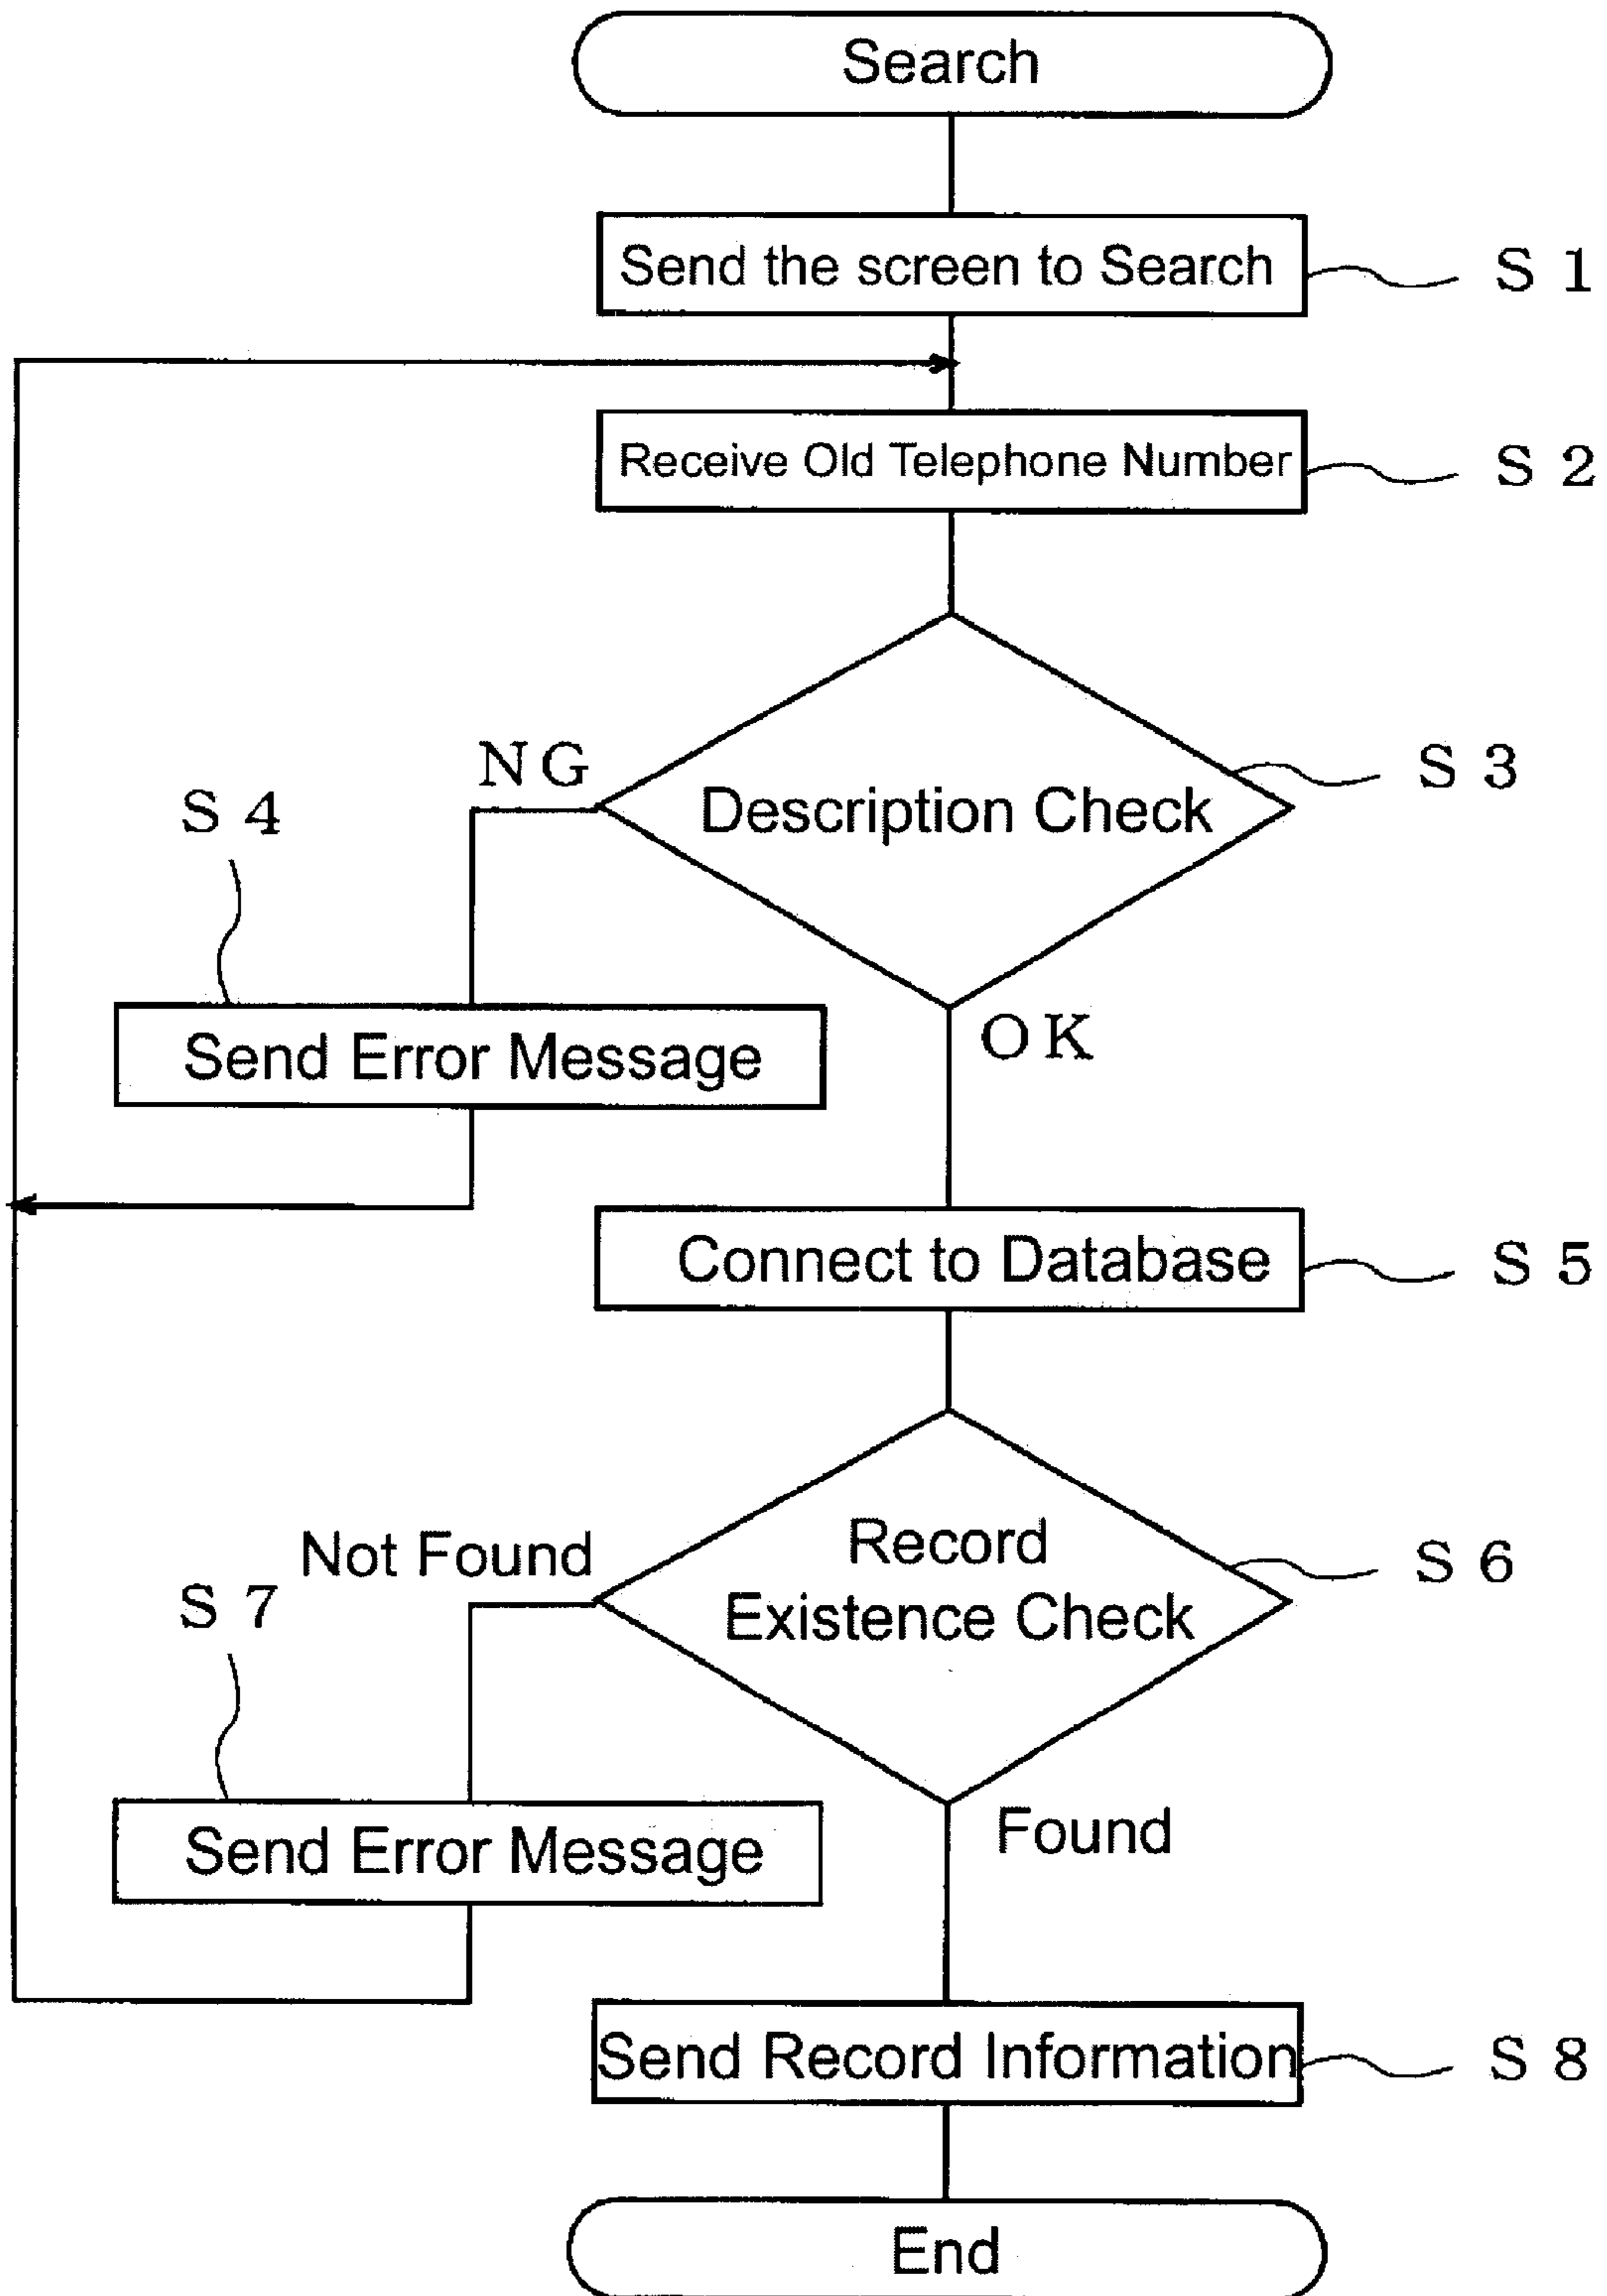 Search
Send the screen to Search
S 1
Receive Old Telephone Number
S 2
NG
S 3
Description Check
S 4
Send Error Message
OK
Connect to Database
S 5
Not Found
Record
Existence Check
S 6
S 7
Send Error Message
Found
Send Record Information
S 8
End